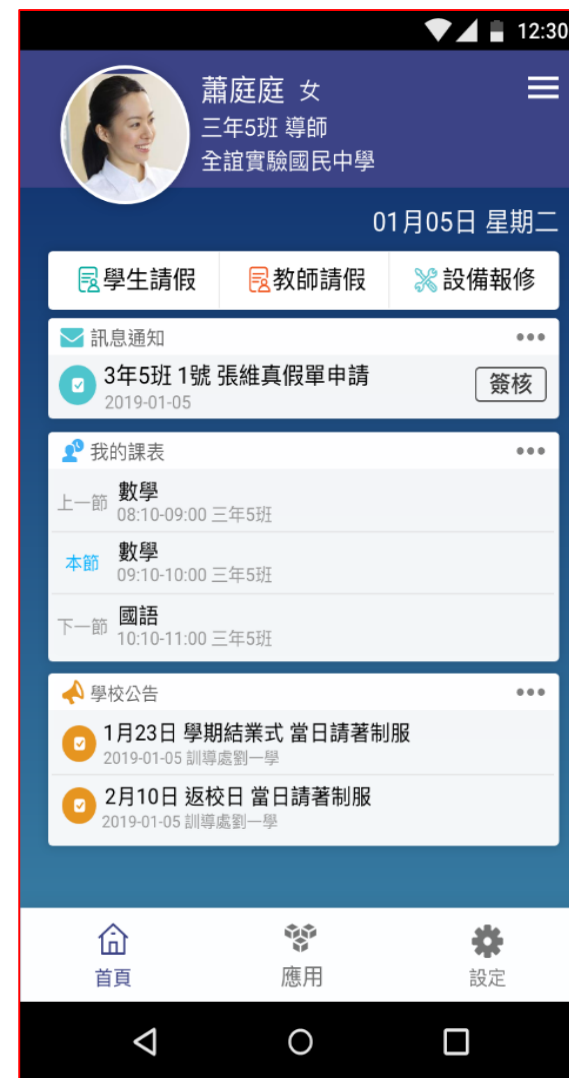 12:30
蕭庭庭 女
三年5班 導師
全誼實驗國民中學
01月05日 星期二
學生請假 教師請假 設備報修
訊息通知
3年5班 1號 張維真假單申請
簽核
2019-01-05
我的課表
上一節 數學
08:10-09:00 三年5班
本節 數學
09:10-10:00 三年5班
下一節 國語
10:10-11:00 三年5班
學校公告
1月23日 學期結業式 當日請著制服
2019-01-05 訓導處劉一學
2月10日 返校日 當日請著制服
2019-01-05 訓導處劉一學
首頁 應用 設定